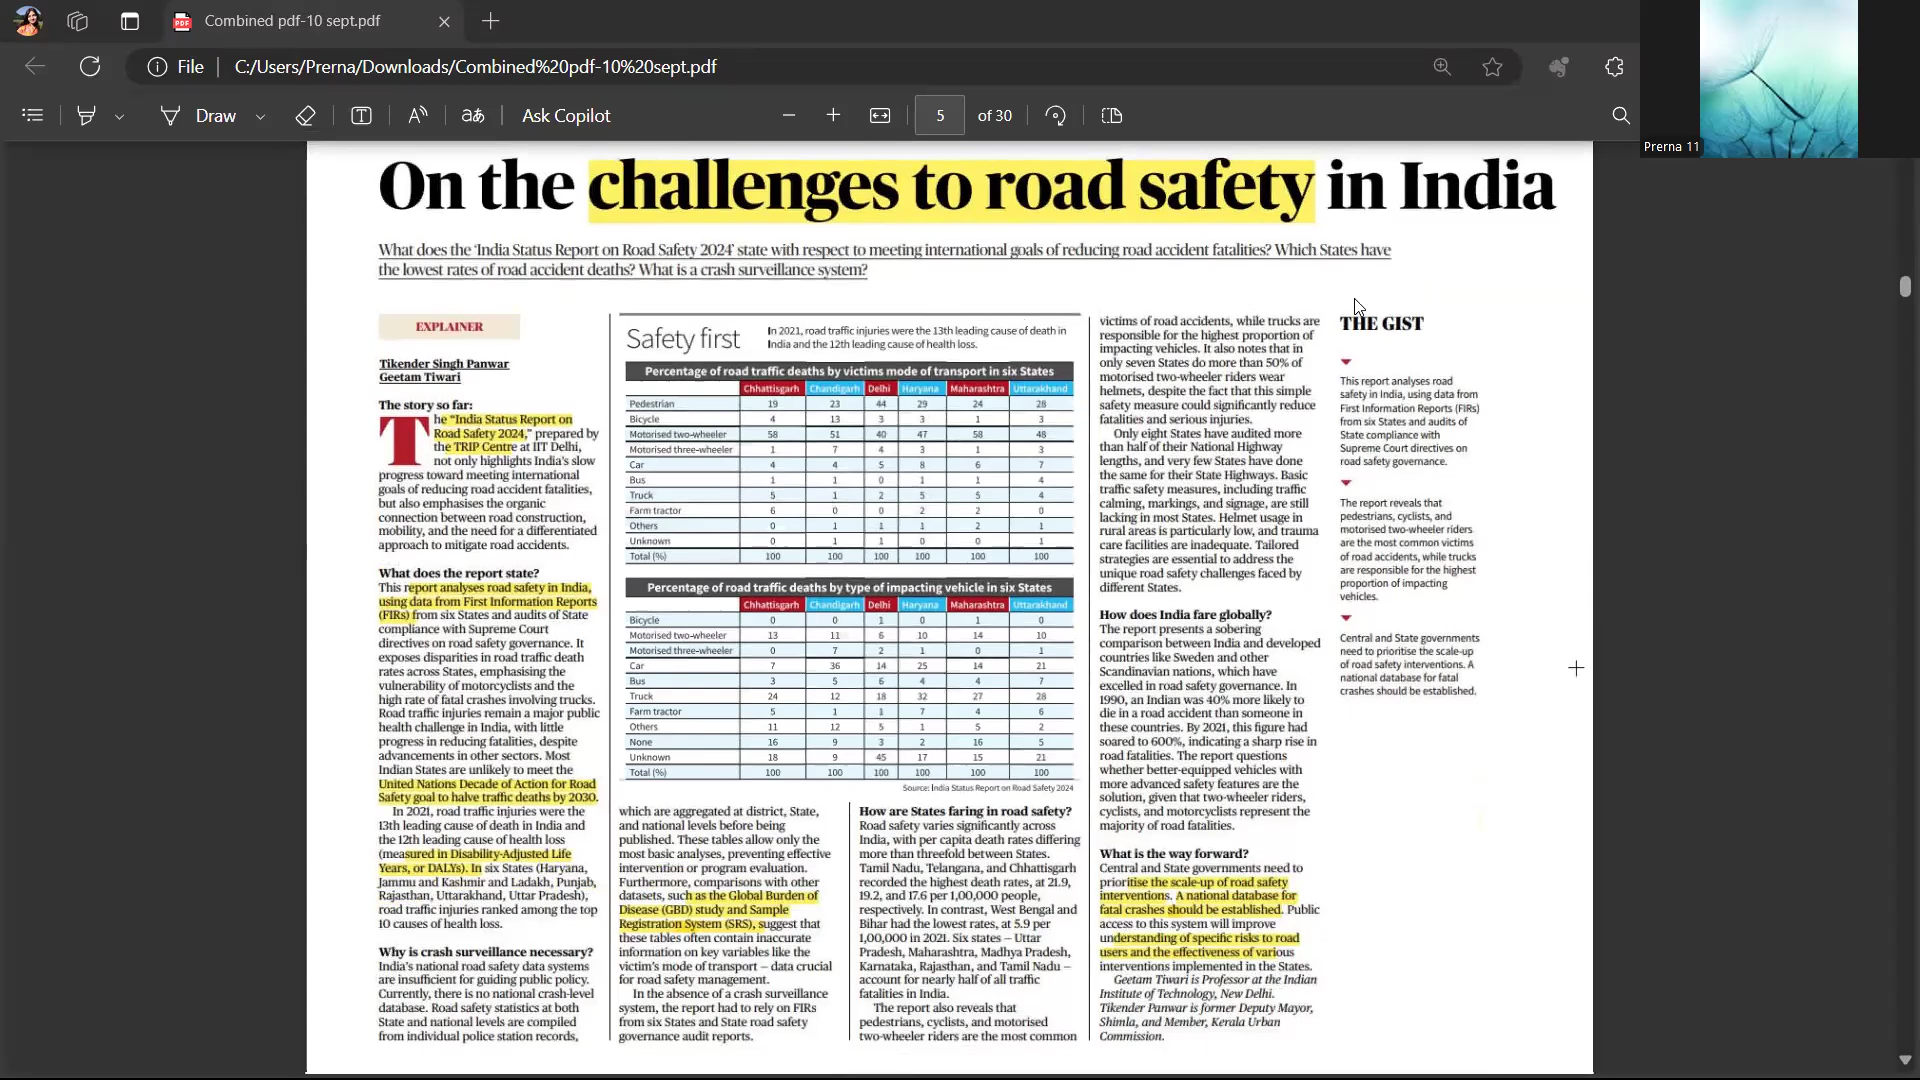 Combined pdf-10 sept.pdf
File
C:/Users/Prerna/Downloads/Combined%20pdf-10%20sept.pdf
Draw
Ask Copilot
5
of 30
Prerna 11
On the challenges to road safety in India
What does the ‘India Status Report on Road Safety 2024’ state with respect to meeting international goals of reducing road accident fatalities? Which States have
the lowest rates of road accident deaths? What is a crash surveillance system?
EXPLAINER
Tikender Singh Panwar
Geetam Tiwari
The story so far:
The “India Status Report on
Road Safety 2024,” prepared by
the TRIP Centre at IIT Delhi,
not only highlights India’s slow
progress toward meeting international
goals of reducing road accident fatalities,
but also emphasises the organic
connection between road construction,
mobility, and the need for a differentiated
approach to mitigate road accidents.
What does the report state?
This report analyses road safety in India,
using data from First Information Reports
(FIRs) from six States and audits of State
compliance with Supreme Court
directives on road safety governance. It
exposes disparities in road traffic death
rates across States, emphasising the
vulnerability of motorcyclists and the
high rate of fatal crashes involving trucks.
Road traffic injuries remain a major public
health challenge in India, with little
progress in reducing fatalities, despite
advancements in other sectors. Most
Indian States are unlikely to meet the
United Nations Decade of Action for Road
Safety goal to halve traffic deaths by 2030.
In 2021, road traffic injuries were the
13th leading cause of death in India and
the 12th leading cause of health loss
(measured in Disability-Adjusted Life
Years, or DALYs). In six States (Haryana,
Jammu and Kashmir and Ladakh, Punjab,
Rajasthan, Uttarakhand, Uttar Pradesh),
road traffic injuries ranked among the top
10 causes of health loss.
Why is crash surveillance necessary?
India’s national road safety data systems
are insufficient for guiding public policy.
Currently, there is no national crash-level
database. Road safety statistics at both
State and national levels are compiled
from individual police station records,
Safety first
In 2021, road traffic injuries were the 13th leading cause of death in
India and the 12th leading cause of health loss.
Percentage of road traffic deaths by victims mode of transport in six States
Chhattisgarh Chandigarh Delhi Haryana Maharashtra Uttarakhand
Pedestrian 19 23 44 29 24 28
Bicycle 4 13 3 3 1 3
Motorised two-wheeler 58 51 40 47 58 48
Motorised three-wheeler 1 7 4 3 1 3
Car 4 4 5 8 6 7
Bus 1 1 0 1 1 4
Truck 5 1 2 5 5 4
Farm tractor 6 0 0 2 2 0
Others 0 1 1 1 2 1
Unknown 0 1 1 0 0 1
Total (%) 100 100 100 100 100 100
Percentage of road traffic deaths by type of impacting vehicle in six States
Chhattisgarh Chandigarh Delhi Haryana Maharashtra Uttarakhand
Bicycle 0 0 1 0 1 0
Motorised two-wheeler 13 11 6 10 14 10
Motorised three-wheeler 0 7 2 1 0 1
Car 7 36 14 25 14 21
Bus 3 5 6 4 4 7
Truck 24 12 18 32 27 28
Farm tractor 5 1 1 7 4 6
Others 11 12 5 1 5 2
None 16 9 3 2 16 5
Unknown 18 9 45 17 15 21
Total (%) 100 100 100 100 100 100
Source: India Status Report on Road Safety 2024
which are aggregated at district, State,
and national levels before being
published. These tables allow only the
most basic analyses, preventing effective
intervention or program evaluation.
Furthermore, comparisons with other
datasets, such as the Global Burden of
Disease (GBD) study and Sample
Registration System (SRS), suggest that
these tables often contain inaccurate
information on key variables like the
victim’s mode of transport — data crucial
for road safety management.
In the absence of a crash surveillance
system, the report had to rely on FIRs
from six States and State road safety
governance audit reports.
How are States faring in road safety?
Road safety varies significantly across
India, with per capita death rates differing
more than threefold between States.
Tamil Nadu, Telangana, and Chhattisgarh
recorded the highest death rates, at 21.9,
19.2, and 17.6 per 1,00,000 people,
respectively. In contrast, West Bengal and
Bihar had the lowest rates, at 5.9 per
1,00,000 in 2021. Six states — Uttar
Pradesh, Maharashtra, Madhya Pradesh,
Karnataka, Rajasthan, and Tamil Nadu —
account for nearly half of all traffic
fatalities in India.
The report also reveals that
pedestrians, cyclists, and motorised
two-wheeler riders are the most common
victims of road accidents, while trucks are
responsible for the highest proportion of
impacting vehicles. It also notes that in
only seven States do more than 50% of
motorised two-wheeler riders wear
helmets, despite the fact that this simple
safety measure could significantly reduce
fatalities and serious injuries.
Only eight States have audited more
than half of their National Highway
lengths, and very few States have done
the same for their State Highways. Basic
traffic safety measures, including traffic
calming, markings, and signage, are still
lacking in most States. Helmet usage in
rural areas is particularly low, and trauma
care facilities are inadequate. Tailored
strategies are essential to address the
unique road safety challenges faced by
different States.
How does India fare globally?
The report presents a sobering
comparison between India and developed
countries like Sweden and other
Scandinavian nations, which have
excelled in road safety governance. In
1990, an Indian was 40% more likely to
die in a road accident than someone in
these countries. By 2021, this figure had
soared to 600%, indicating a sharp rise in
road fatalities. The report questions
whether better-equipped vehicles with
more advanced safety features are the
solution, given that two-wheeler riders,
cyclists, and motorcyclists represent the
majority of road fatalities.
What is the way forward?
Central and State governments need to
prioritise the scale-up of road safety
interventions. A national database for
fatal crashes should be established. Public
access to this system will improve
understanding of specific risks to road
users and the effectiveness of various
interventions implemented in the States.
Geetam Tiwari is Professor at the Indian
Institute of Technology, New Delhi.
Tikender Panwar is former Deputy Mayor,
Shimla, and Member, Kerala Urban
Commission.
THE GIST
This report analyses road
safety in India, using data from
First Information Reports (FIRs)
from six States and audits of
State compliance with
Supreme Court directives on
road safety governance.
The report reveals that
pedestrians, cyclists, and
motorised two-wheeler riders
are the most common victims
of road accidents, while trucks
are responsible for the highest
proportion of impacting
vehicles.
Central and State governments
need to prioritise the scale-up
of road safety interventions. A
national database for fatal
crashes should be established.